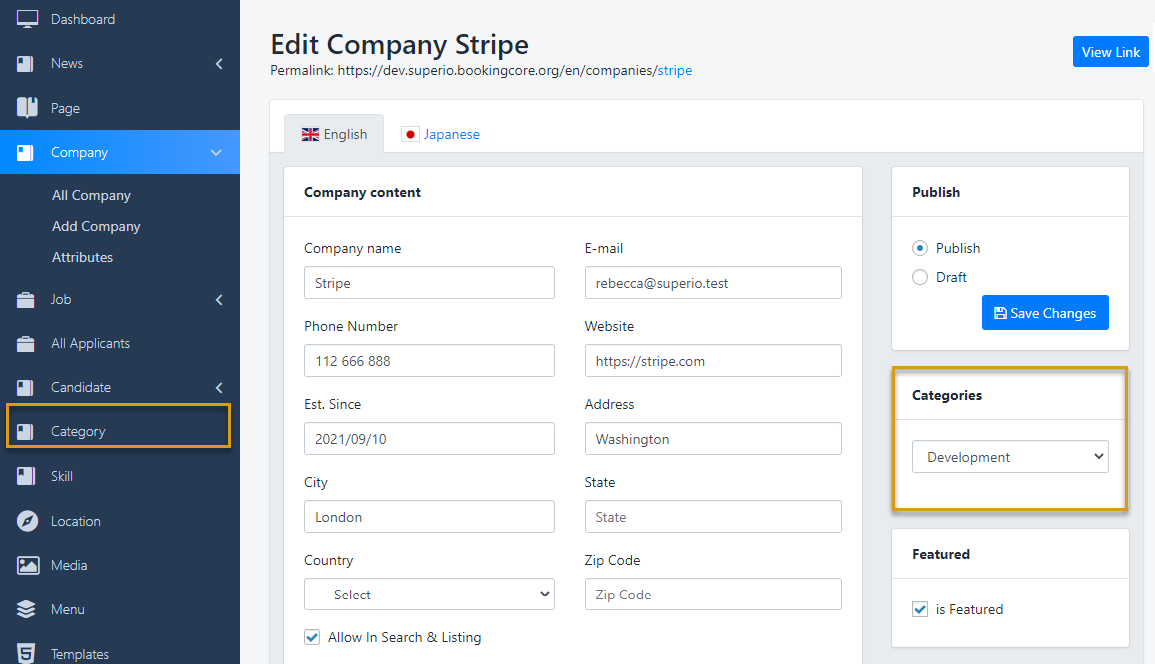 Dashboard
News
Page
Company
All Company
Add Company
Attributes
Job
All Applicants
Candidate
Category
Skill
Location
Media
Menu
Templates
Edit Company Stripe
Permalink: https://dev.superio.bookingcore.org/en/companies/stripe
View Link
English
Japanese
Company content
Company name
E-mail
Stripe
rebecca@superio.test
Phone Number
Website
112 666 888
https://stripe.com
Est. Since
Address
2021/09/10
Washington
City
State
London
State
Country
Zip Code
Select
Zip Code
Allow In Search & Listing
Publish
Publish
Draft
Save Changes
Categories
Development
Featured
is Featured